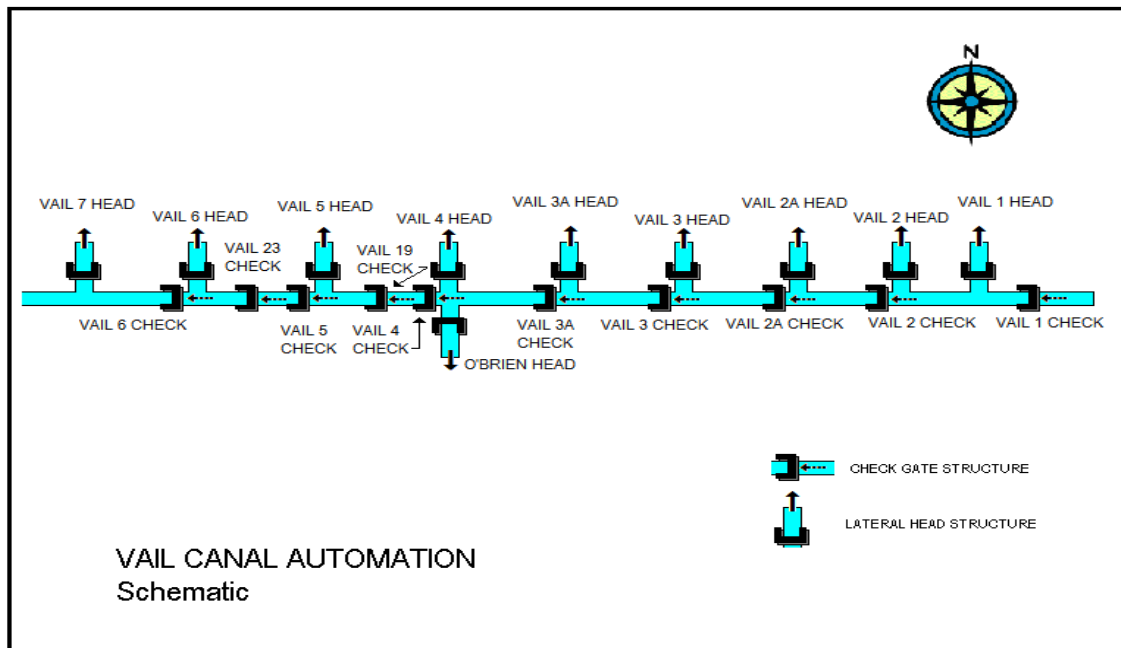 N
VAIL 7 HEAD
VAIL 6 HEAD
VAIL 5 HEAD
VAIL 4 HEAD
VAIL 3A HEAD
VAIL 3 HEAD
VAIL 2A HEAD
VAIL 2 HEAD
VAIL 1 HEAD
VAIL 23
CHECK
VAIL 19
CHECK
VAIL 6 CHECK
VAIL 5
CHECK
VAIL 4
CHECK
VAIL 3A
CHECK
VAIL 3 CHECK
VAIL 2A CHECK
VAIL 2 CHECK
VAIL 1 CHECK
O'BRIEN HEAD
CHECK GATE STRUCTURE
LATERAL HEAD STRUCTURE
VAIL CANAL AUTOMATION
Schematic